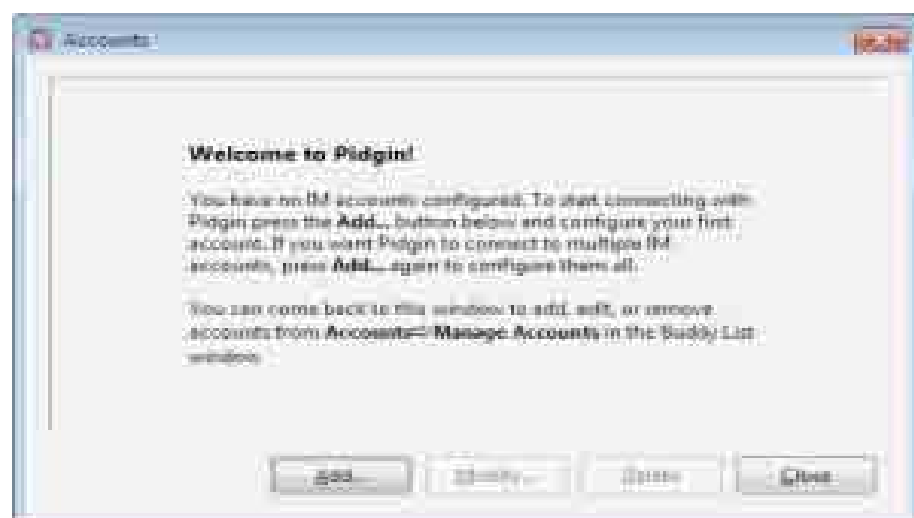 Accounts
Welcome to Pidgin!
You have no IM accounts configured. To start connecting with
Pidgin press the Add... button below and configure your first
account. If you want Pidgin to connect to multiple IM
accounts, press Add... again to configure them all.
You can come back to this window to add, edit, or remove
accounts from Accounts Manage Accounts in the Buddy List
window
Add... Modify... Delete Close